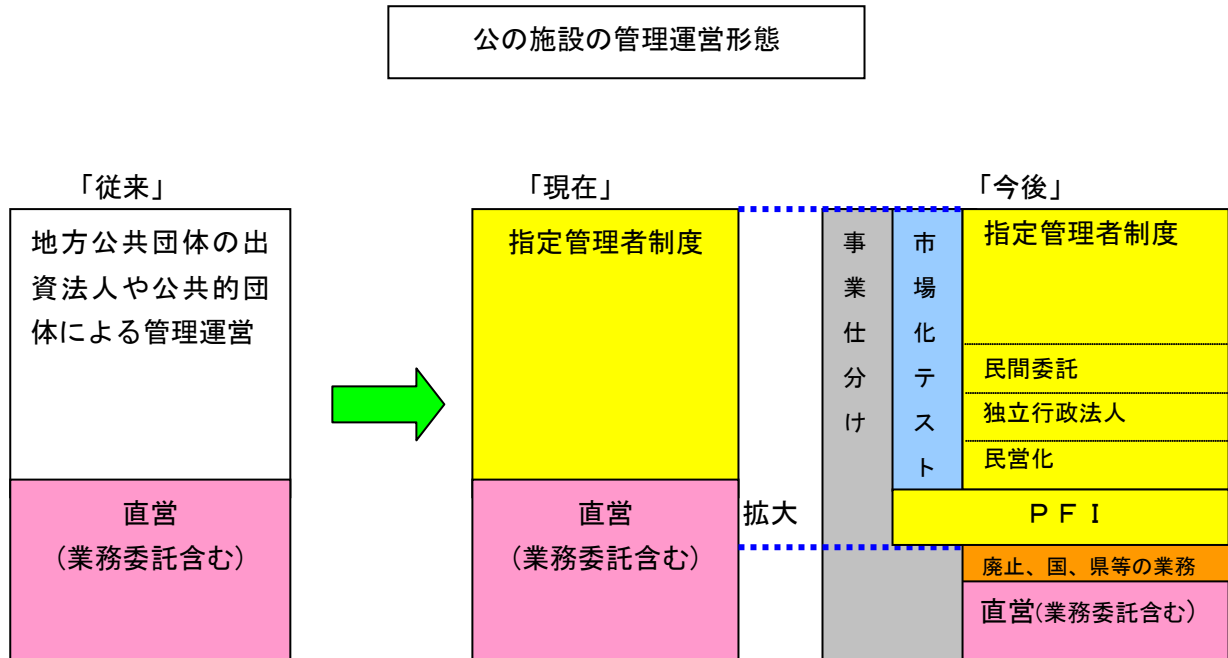 公の施設の管理運営形態
「従来」
地方公共団体の出
資法人や公共的団
体による管理運営
直営
(業務委託含む)
「現在」
指定管理者制度
直営
(業務委託含む)
拡大
「今後」
事業仕分け
市場化テスト
指定管理者制度
民間委託
独立行政法人
民営化
ＰＦＩ
廃止、国、県等の業務
直営(業務委託含む)